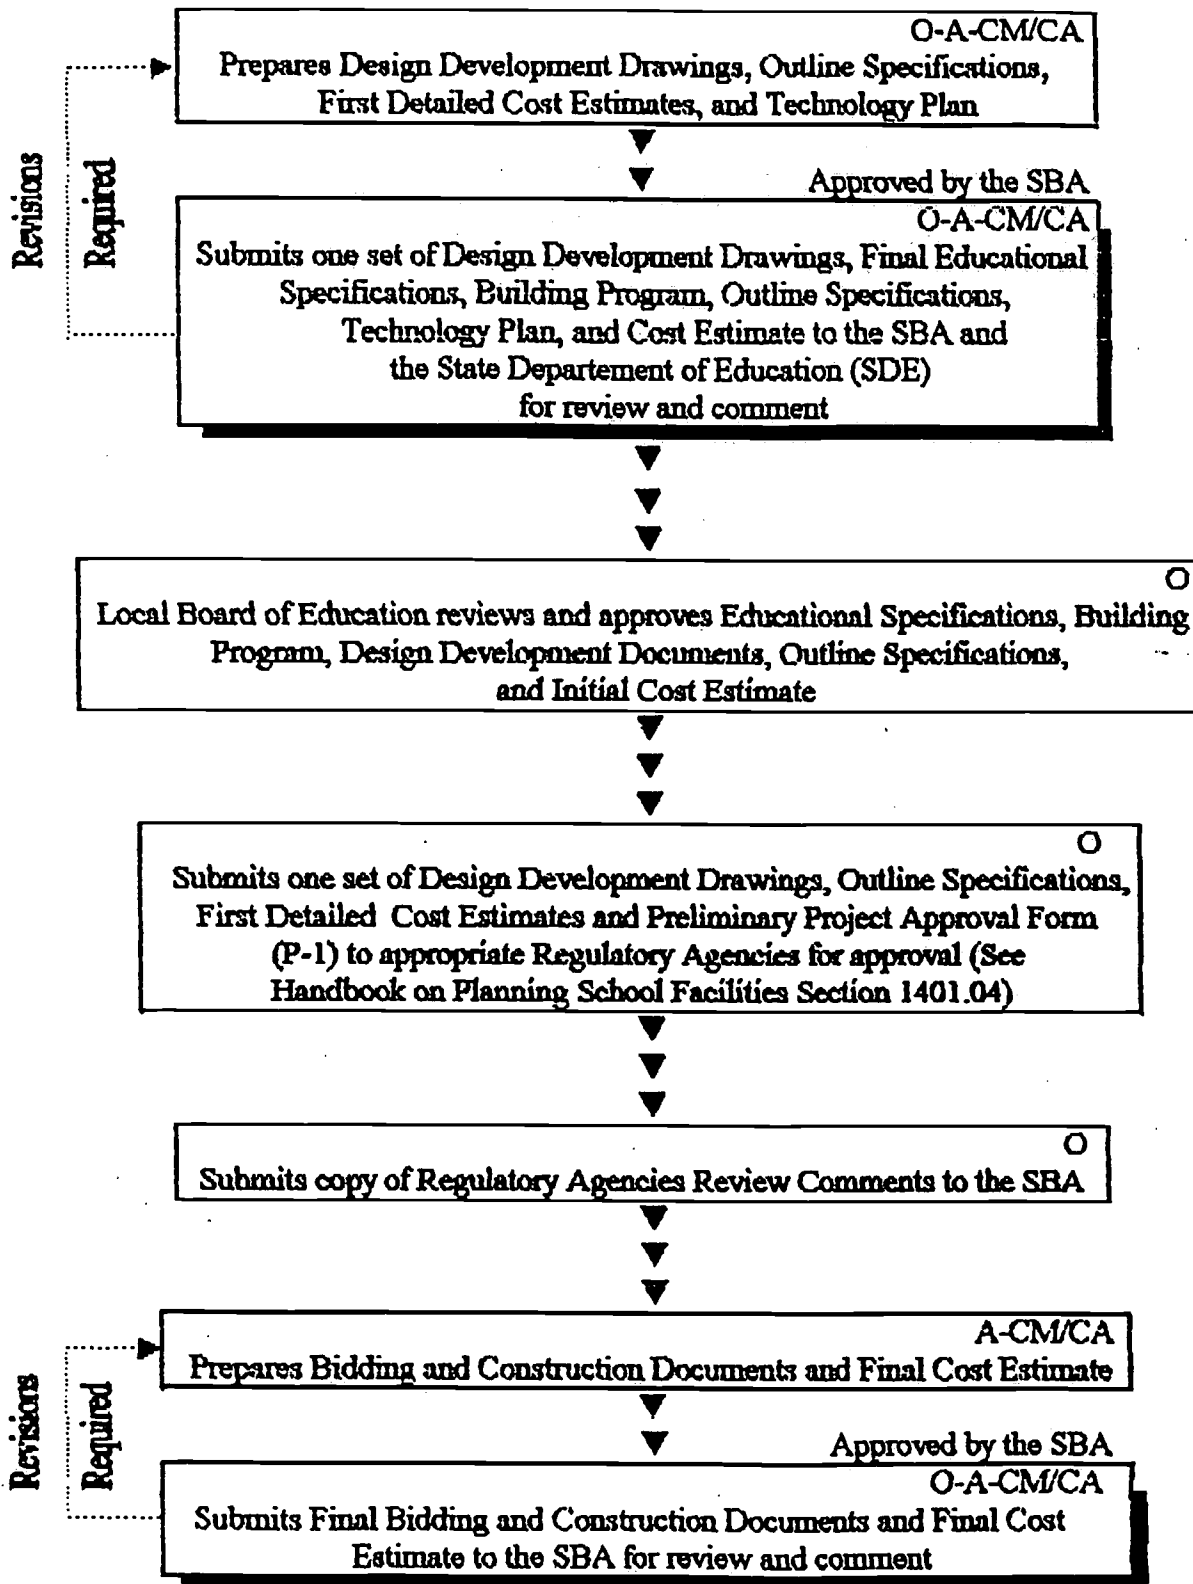 O-A-CM/CA
Prepares Design Development Drawings, Outline Specifications,
First Detailed Cost Estimates, and Technology Plan
Revisions
Required
Approved by the SBA
O-A-CM/CA
Submits one set of Design Development Drawings, Final Educational
Specifications, Building Program, Outline Specifications,
Technology Plan, and Cost Estimate to the SBA and
the State Departement of Education (SDE)
for review and comment
O
Local Board of Education reviews and approves Educational Specifications, Building
Program, Design Development Documents, Outline Specifications,
and Initial Cost Estimate
O
Submits one set of Design Development Drawings, Outline Specifications,
First Detailed Cost Estimates and Preliminary Project Approval Form
(P-1) to appropriate Regulatory Agencies for approval (See
Handbook on Planning School Facilities Section 1401.04)
O
Submits copy of Regulatory Agencies Review Comments to the SBA
A-CM/CA
Prepares Bidding and Construction Documents and Final Cost Estimate
Revisions
Required
Approved by the SBA
O-A-CM/CA
Submits Final Bidding and Construction Documents and Final Cost
Estimate to the SBA for review and comment